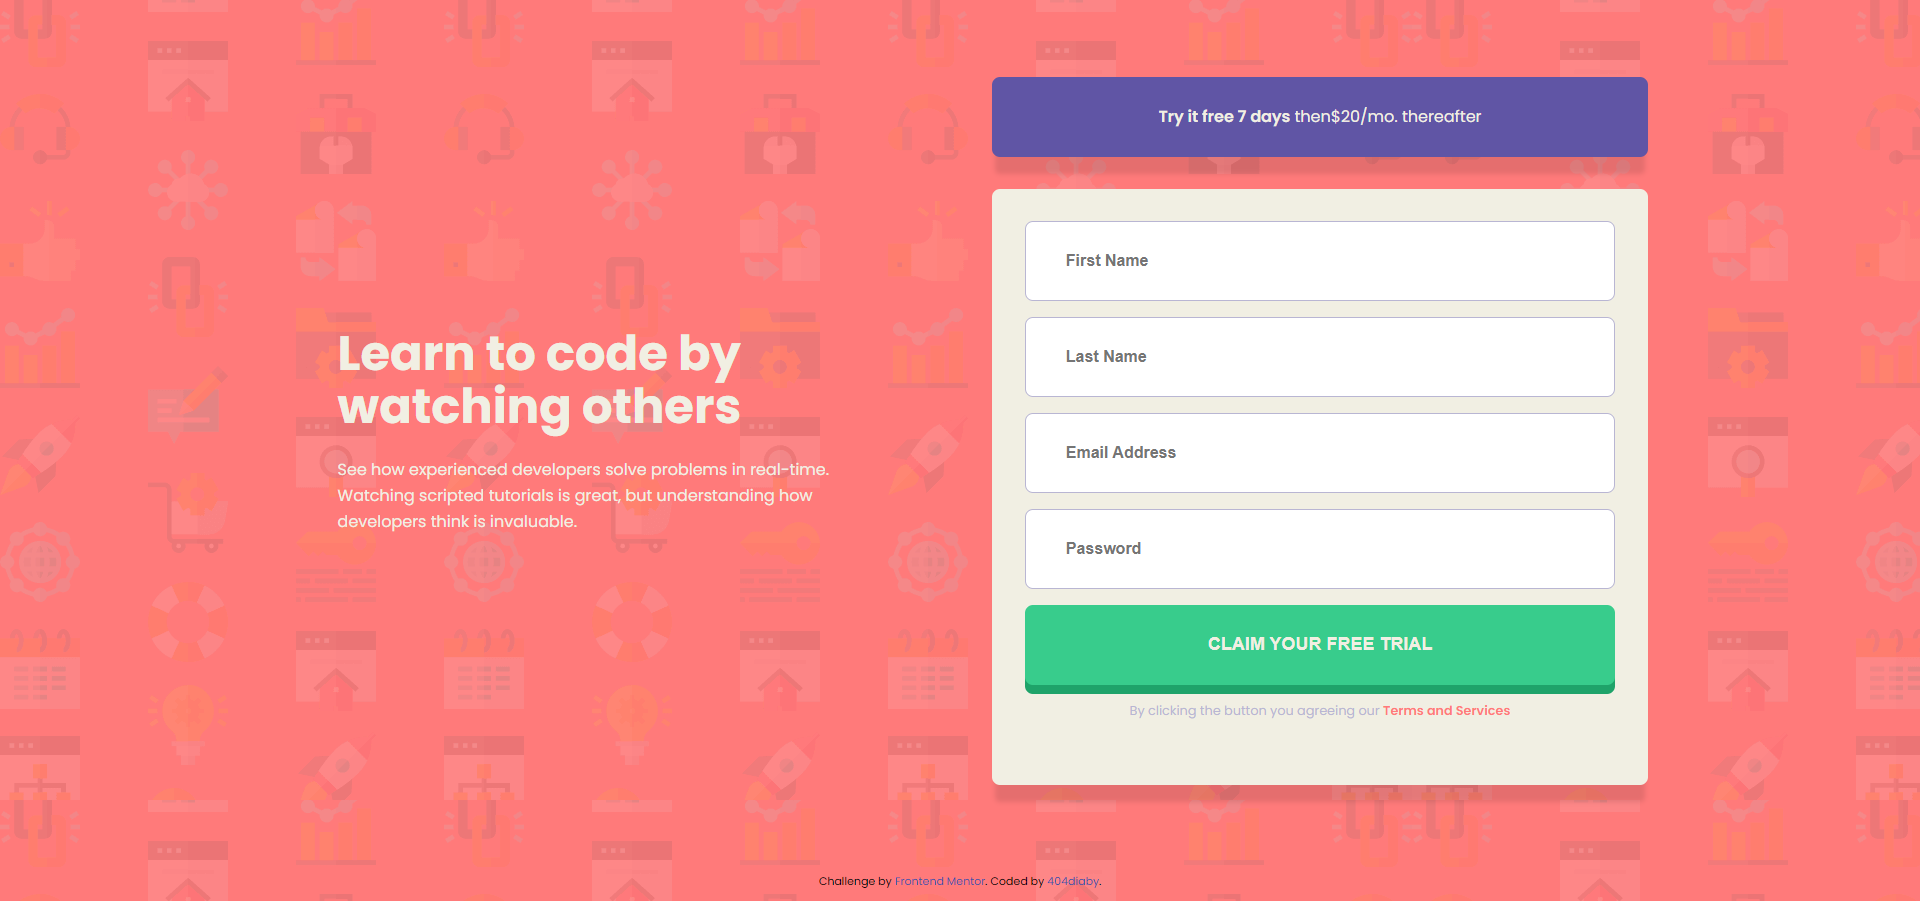 Try it free 7 days then$20/mo. thereafter
Learn to code by
watching others
See how experienced developers solve problems in real-time.
Watching scripted tutorials is great, but understanding how
developers think is invaluable.
First Name
Last Name
Email Address
Password
CLAIM YOUR FREE TRIAL
By clicking the button you agreeing our Terms and Services
Challenge by Frontend Mentor. Coded by 404diaby.